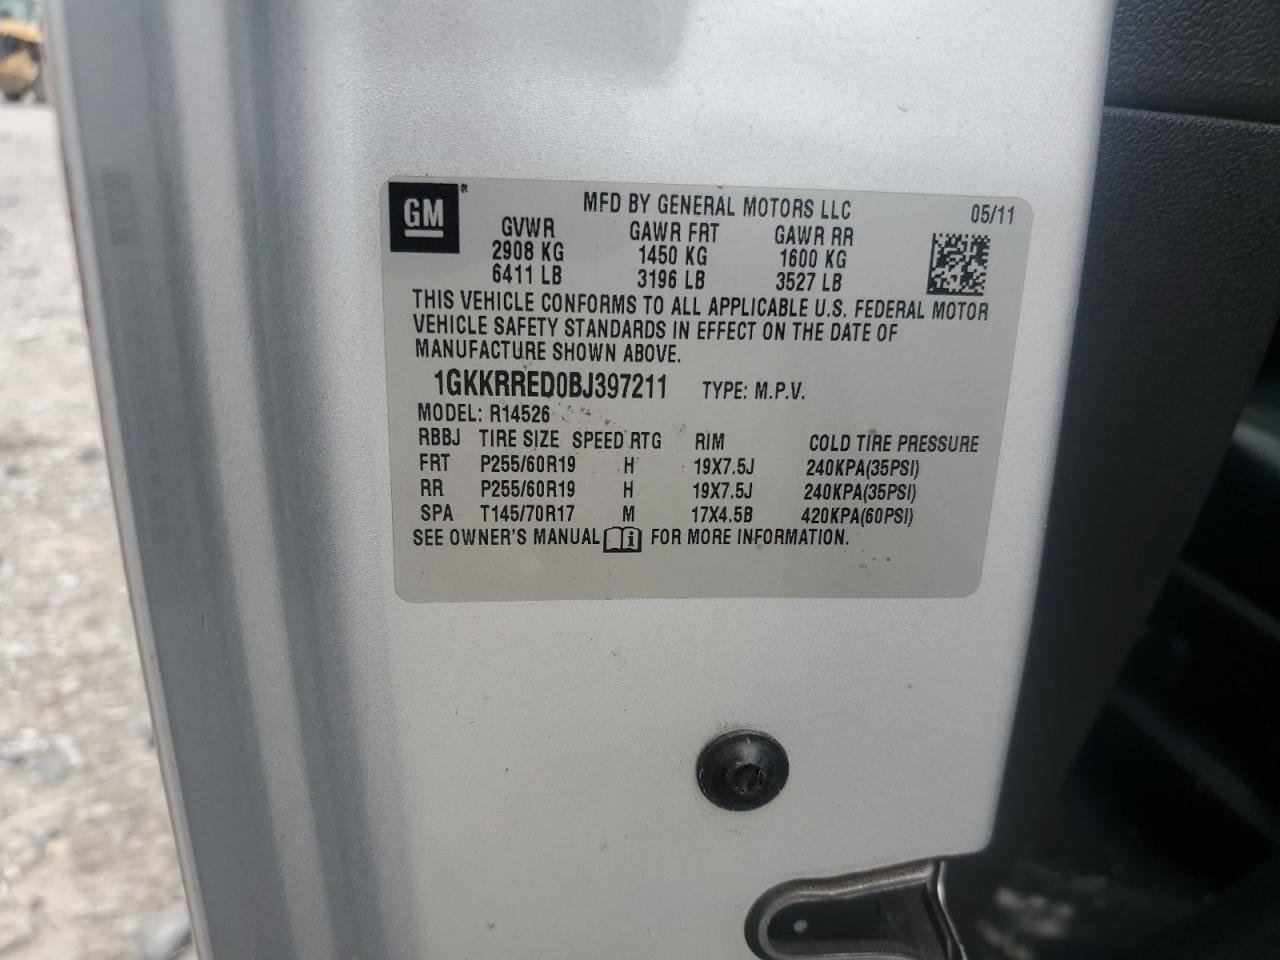 GM
MFD BY GENERAL MOTORS LLC 05/11
GVWR GAWR FRT GAWR RR
2908 KG 1450 KG 1600 KG
6411 LB 3196 LB 3527 LB
THIS VEHICLE CONFORMS TO ALL APPLICABLE U.S. FEDERAL MOTOR
VEHICLE SAFETY STANDARDS IN EFFECT ON THE DATE OF
MANUFACTURE SHOWN ABOVE.
1GKKRRED0BJ397211 TYPE: M.P.V.
MODEL: R14526
RBBJ TIRE SIZE SPEED RTG RIM COLD TIRE PRESSURE
FRT P255/60R19 H 19X7.5J 240KPA(35PSI)
RR P255/60R19 H 19X7.5J 240KPA(35PSI)
SPA T145/70R17 M 17X4.5B 420KPA(60PSI)
SEE OWNER'S MANUAL FOR MORE INFORMATION.